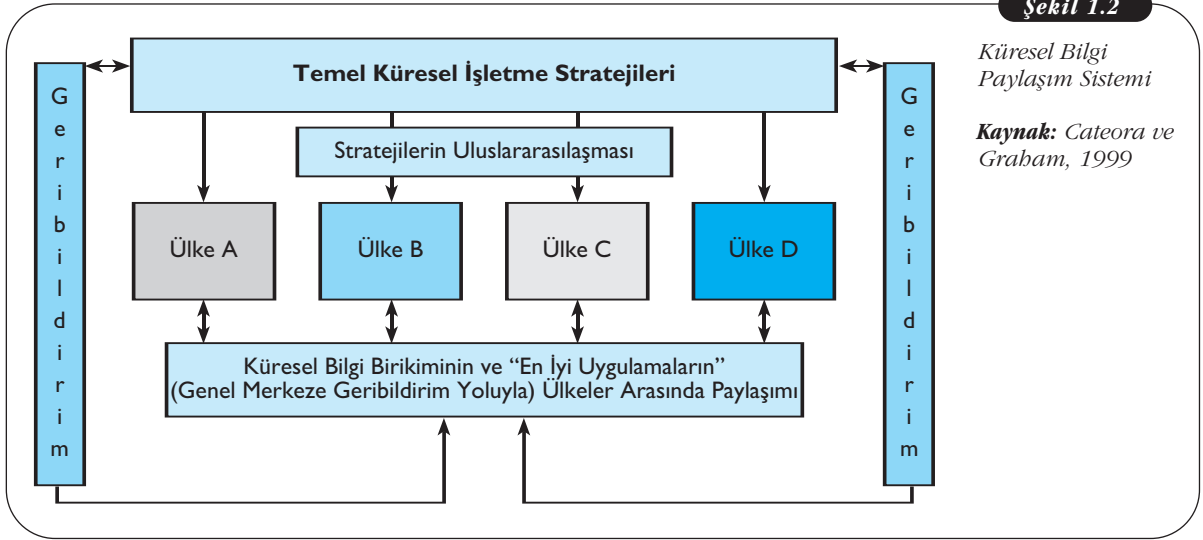 Şekil 1.2
Küresel Bilgi
Paylaşım Sistemi
Kaynak: Cateora ve
Graham, 1999
Temel Küresel İşletme Stratejileri
Stratejilerin Uluslararasılaşması
Ülke A
Ülke B
Ülke C
Ülke D
Küresel Bilgi Birikiminin ve “En İyi Uygulamaların”
(Genel Merkeze Geribildirim Yoluyla) Ülkeler Arasında Paylaşımı
Geribildirim
Geribildirim